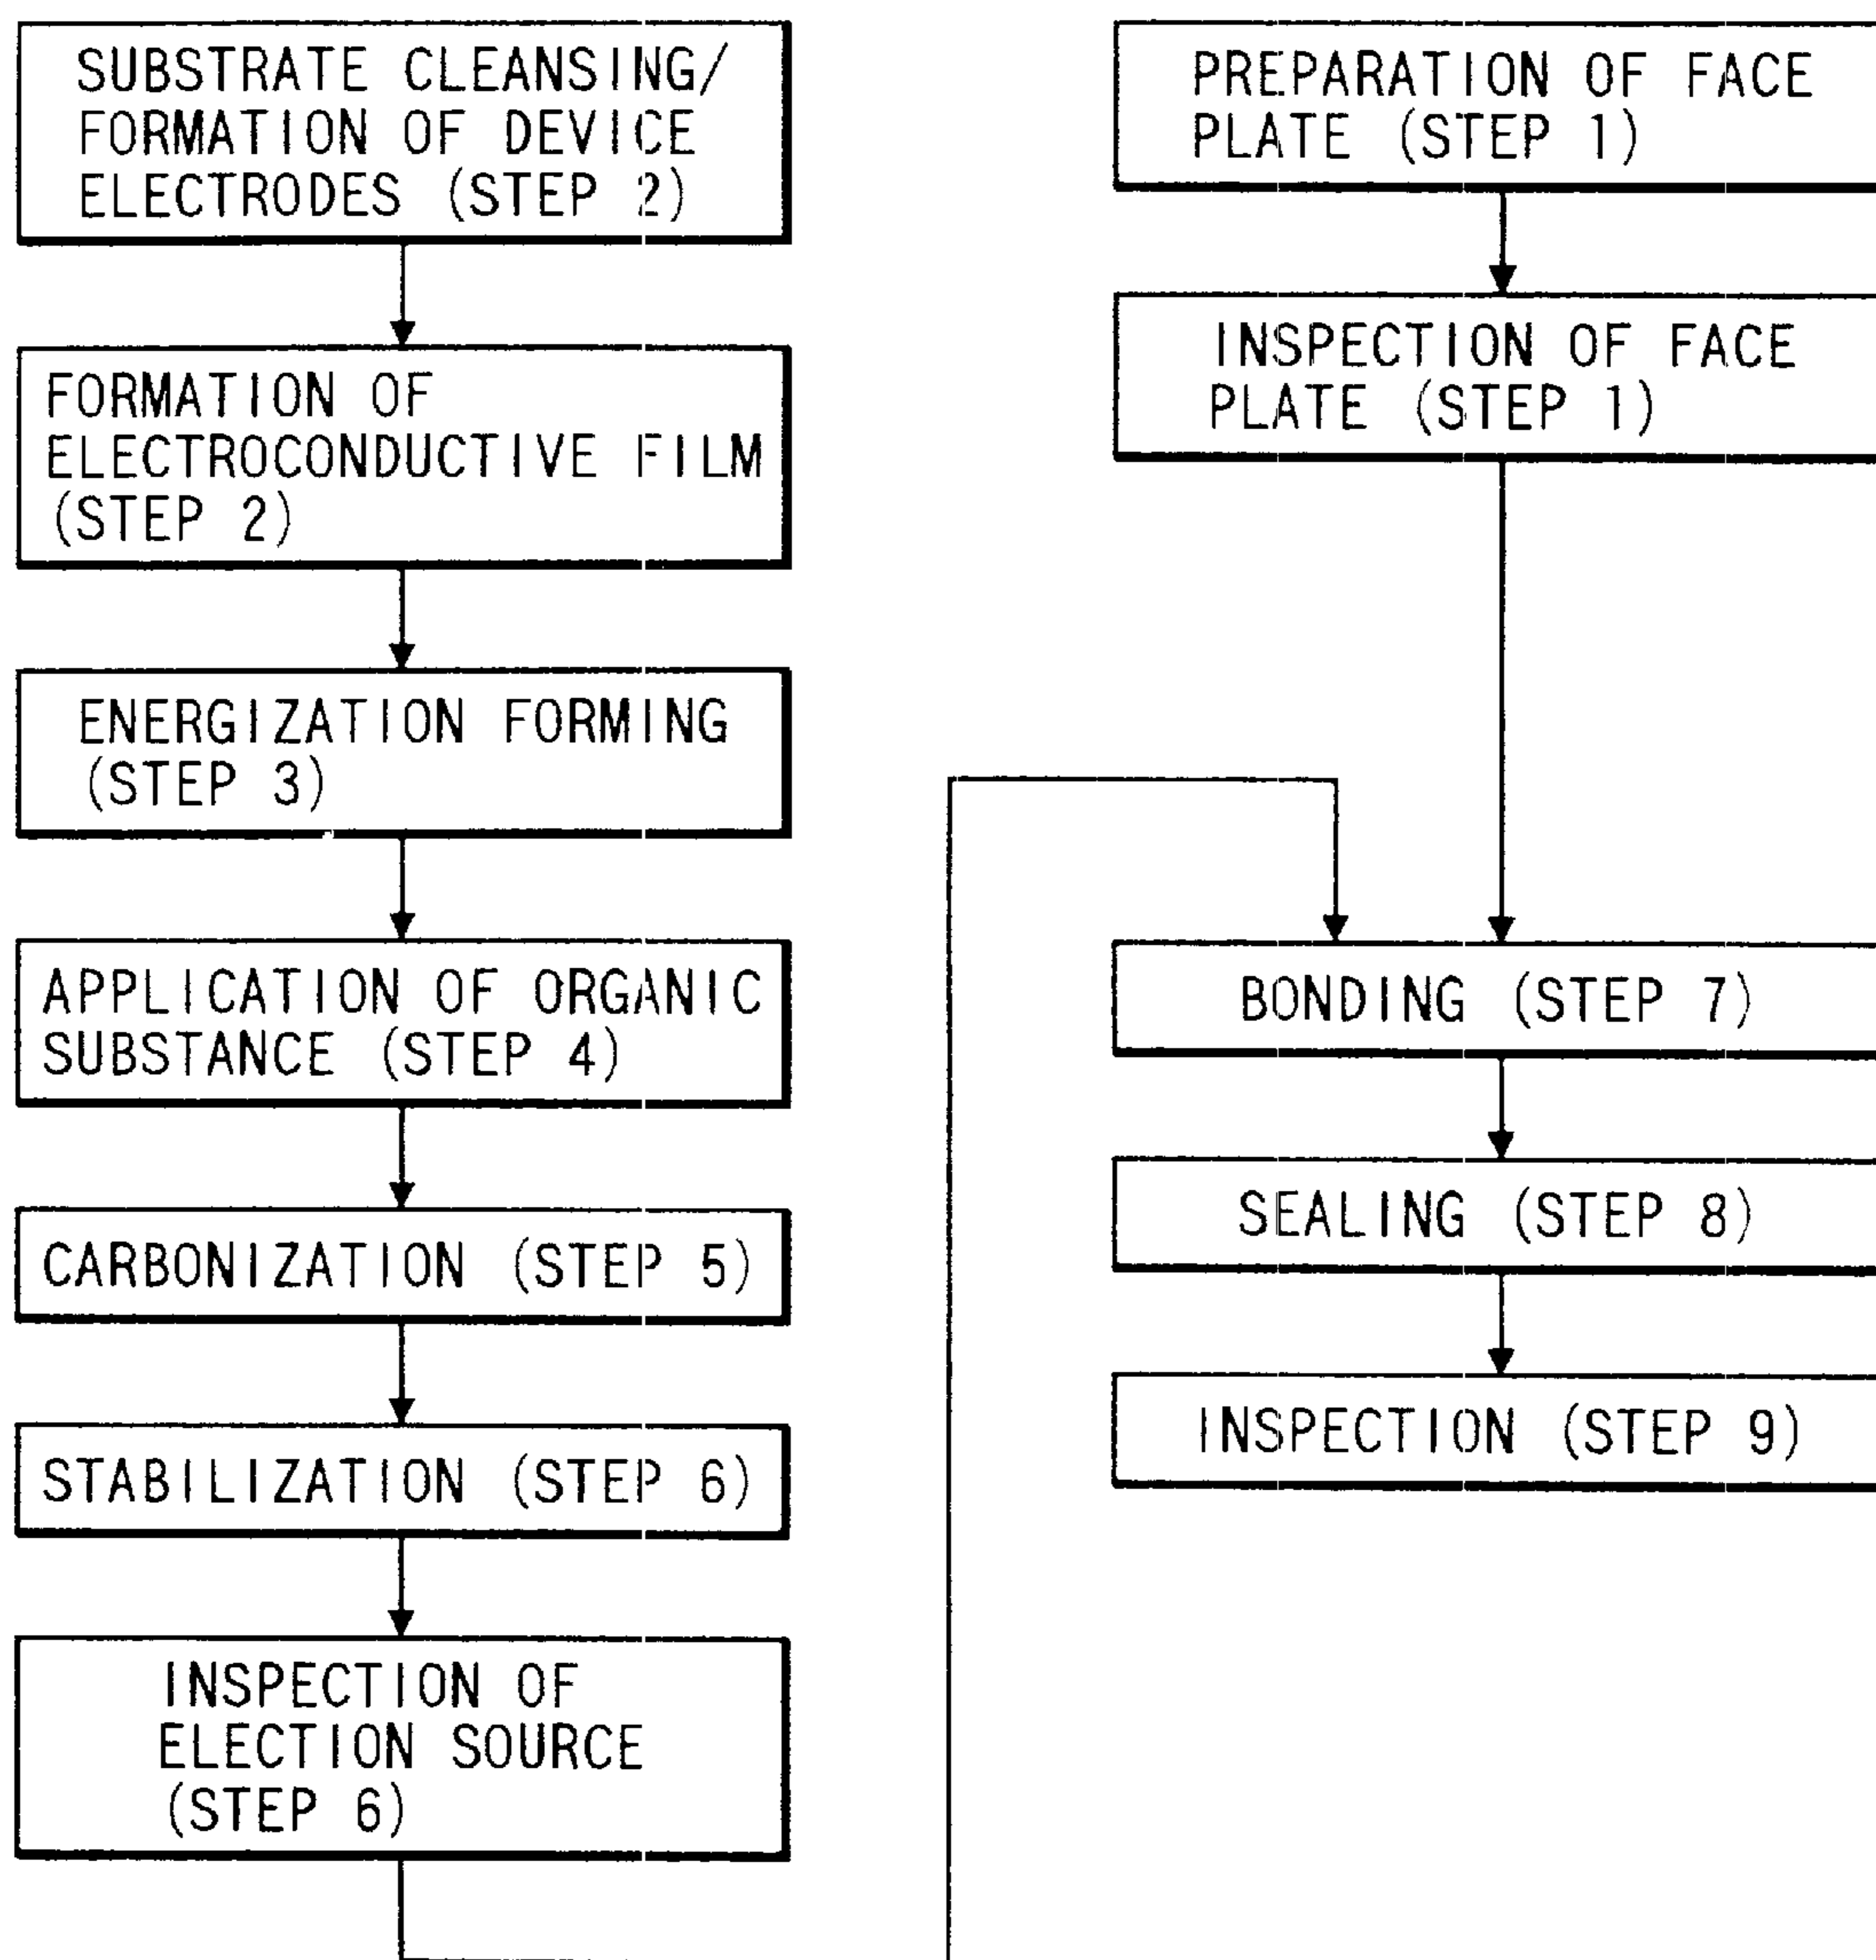 SUBSTRATE CLEANSING/
FORMATION OF DEVICE
ELECTRODES (STEP 2)
FORMATION OF
ELECTROCONDUCTIVE FILM
(STEP 2)
ENERGIZATION FORMING
(STEP 3)
APPLICATION OF ORGANIC
SUBSTANCE (STEP 4)
CARBONIZATION (STEP 5)
STABILIZATION (STEP 6)
INSPECTION OF
ELECTION SOURCE
(STEP 6)
PREPARATION OF FACE
PLATE (STEP 1)
INSPECTION OF FACE
PLATE (STEP 1)
BONDING (STEP 7)
SEALING (STEP 8)
INSPECTION (STEP 9)